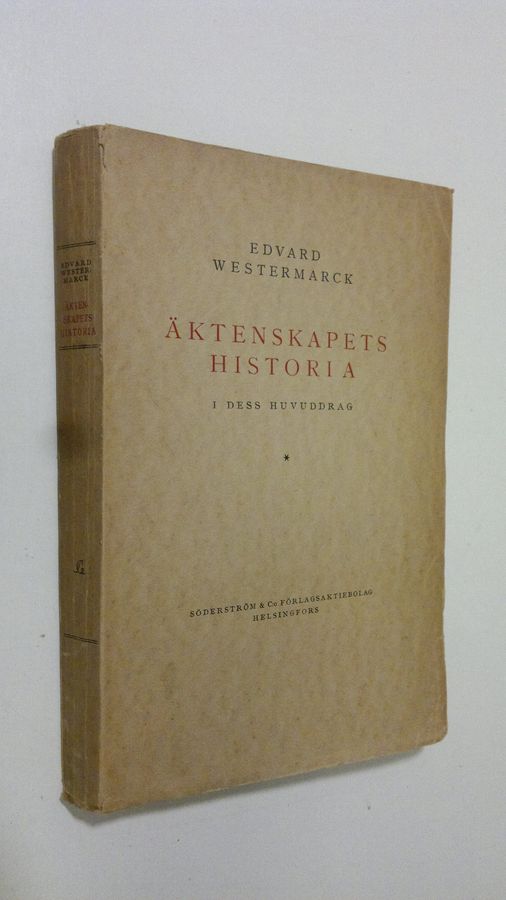 EDVARD
WESTERMARCK
ÄKTENSKAPETS
HISTORIA
I DESS HUVUDDRAG
*
SÖDERSTRÖM & Co FÖRLAGSAKTIEBOLAG
HELSINGFORS
EDVARD
WESTER-
MARCK
ÄKTEN-
SKAPETS
HISTORIA